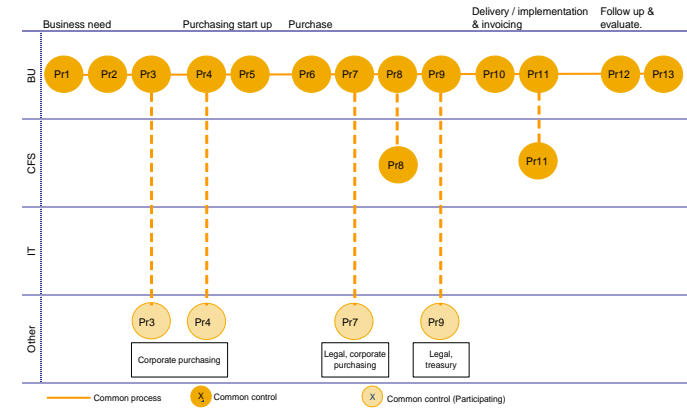 Business need
Purchasing start up
Purchase
Delivery / implementation
& invoicing
Follow up &
evaluate.
BU
Pr1
Pr2
Pr3
Pr4
Pr5
Pr6
Pr7
Pr8
Pr9
Pr10
Pr11
Pr12
Pr13
CFS
Pr8
Pr11
IT
Other
Pr3
Pr4
Pr7
Pr9
Corporate purchasing
Legal, corporate
purchasing
Legal,
treasury
Common process
X
Common control
X
Common control (Participating)